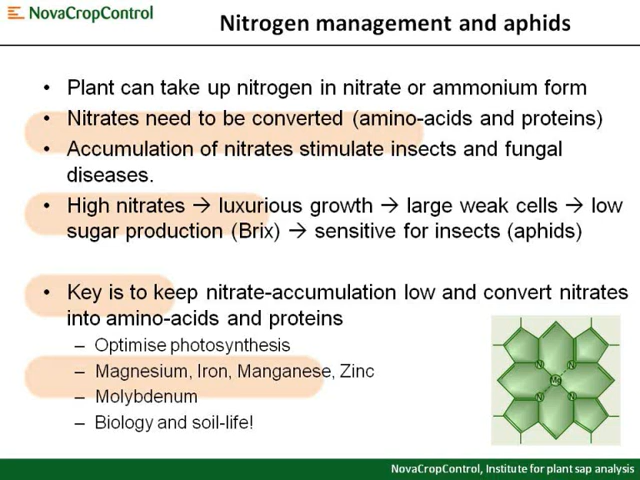 NovaCropControl
Nitrogen management and aphids
• Plant can take up nitrogen in nitrate or ammonium form
• Nitrates need to be converted (amino-acids and proteins)
• Accumulation of nitrates stimulate insects and fungal
diseases.
• High nitrates → luxurious growth → large weak cells → low
sugar production (Brix) → sensitive for insects (aphids)
• Key is to keep nitrate-accumulation low and convert nitrates
into amino-acids and proteins
– Optimise photosynthesis
– Magnesium, Iron, Manganese, Zinc
– Molybdenum
– Biology and soil-life!
N N
Mg
N N
NovaCropControl, Institute for plant sap analysis